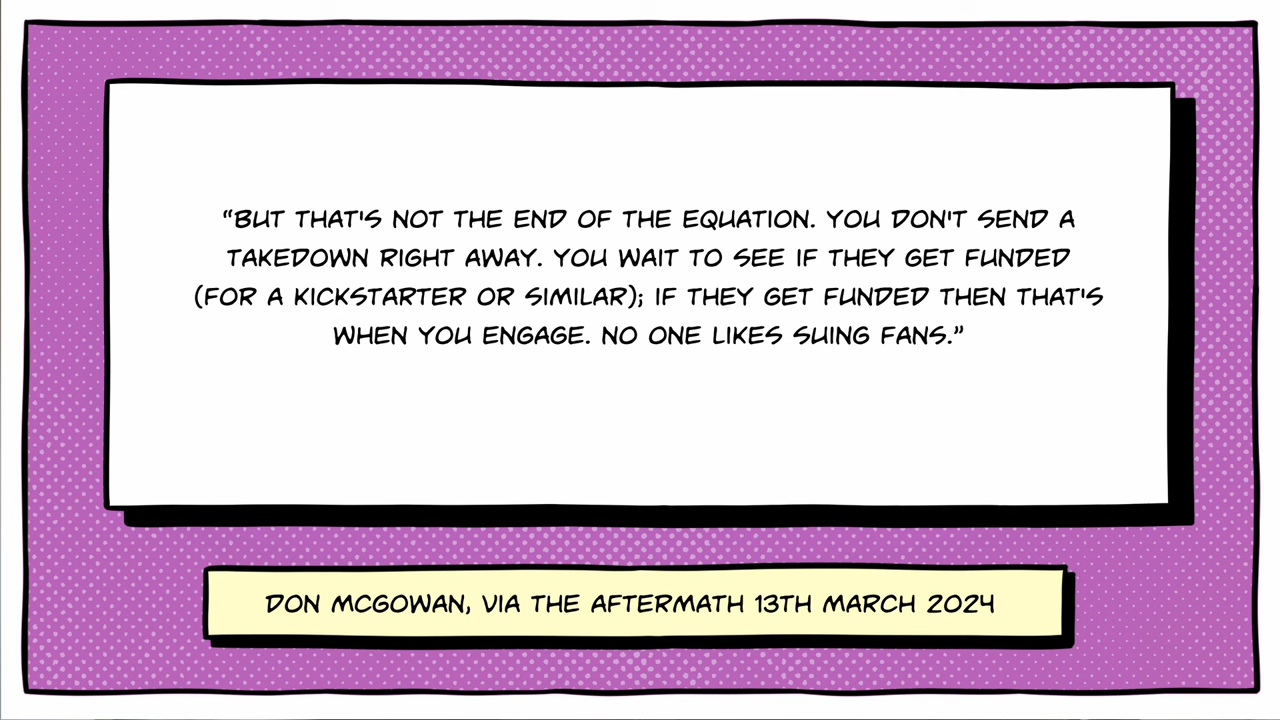 “BUT THAT'S NOT THE END OF THE EQUATION. YOU DON'T SEND A
TAKEDOWN RIGHT AWAY. YOU WAIT TO SEE IF THEY GET FUNDED
(FOR A KICKSTARTER OR SIMILAR); IF THEY GET FUNDED THEN THAT'S
WHEN YOU ENGAGE. NO ONE LIKES SUING FANS.”
DON MCGOWAN, VIA THE AFTERMATH 13TH MARCH 2024